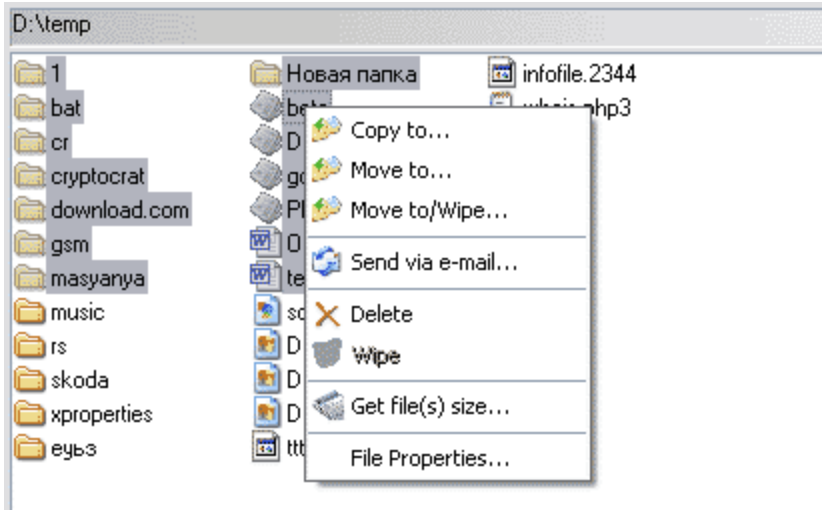 D:\temp
1
bat
cr
cryptocrat
download.com
gsm
masyanya
music
rs
skoda
xproperties
еуьз
Новая папка
infofile.2344
Copy to...
Move to...
Move to/Wipe...
Send via e-mail...
Delete
Wipe
Get file(s) size...
File Properties...